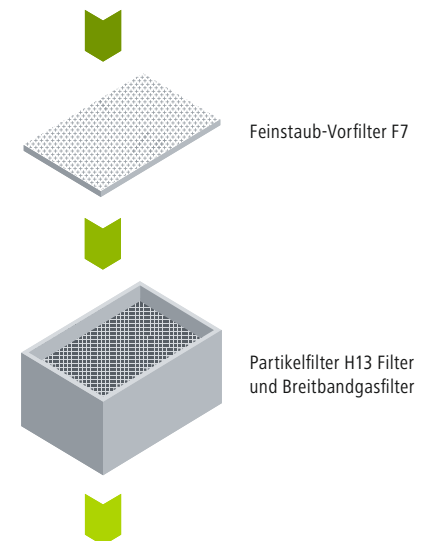 Feinstaub-Vorfilter F7
Partikelfilter H13 Filter
und Breitbandgasfilter